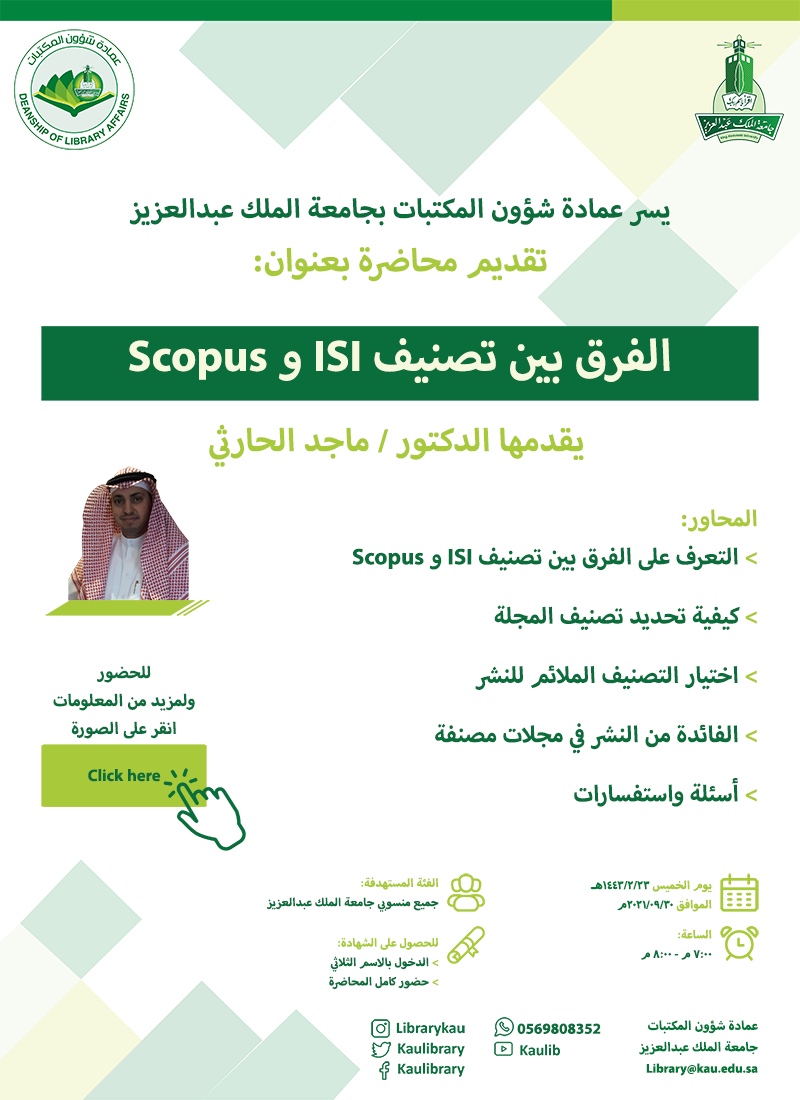 عمادة شؤون المكتبات
DEANSHIP OF LIBRARY AFFAIRS
جامعة الملك عبدالعزيز
King Abdulaziz University
يسر عمادة شؤون المكتبات بجامعة الملك عبدالعزيز
تقديم محاضرة بعنوان:
الفرق بين تصنيف ISI و Scopus
يقدمها الدكتور / ماجد الحارثي
المحاور:
> التعرف على الفرق بين تصنيف ISI و Scopus
> كيفية تحديد تصنيف المجلة
> اختيار التصنيف الملائم للنشر
> الفائدة من النشر في مجلات مصنفة
> أسئلة واستفسارات
للحضور
ولمزيد من المعلومات
انقر على الصورة
Click here
يوم الخميس ١٤٤٣/٢/٢٣هـ
الموافق ٢٠٢١/٠٩/٣٠م
الساعة:
٧:٠٠ م - ٨:٠٠ م
الفئة المستهدفة:
جميع منسوبي جامعة الملك عبدالعزيز
للحصول على الشهادة:
> الدخول بالاسم الثلاثي
> حضور كامل المحاضرة
عمادة شؤون المكتبات
جامعة الملك عبدالعزيز
Library@kau.edu.sa
0569808352
Kaulib
Librarykau
Kaulibrary
Kaulibrary